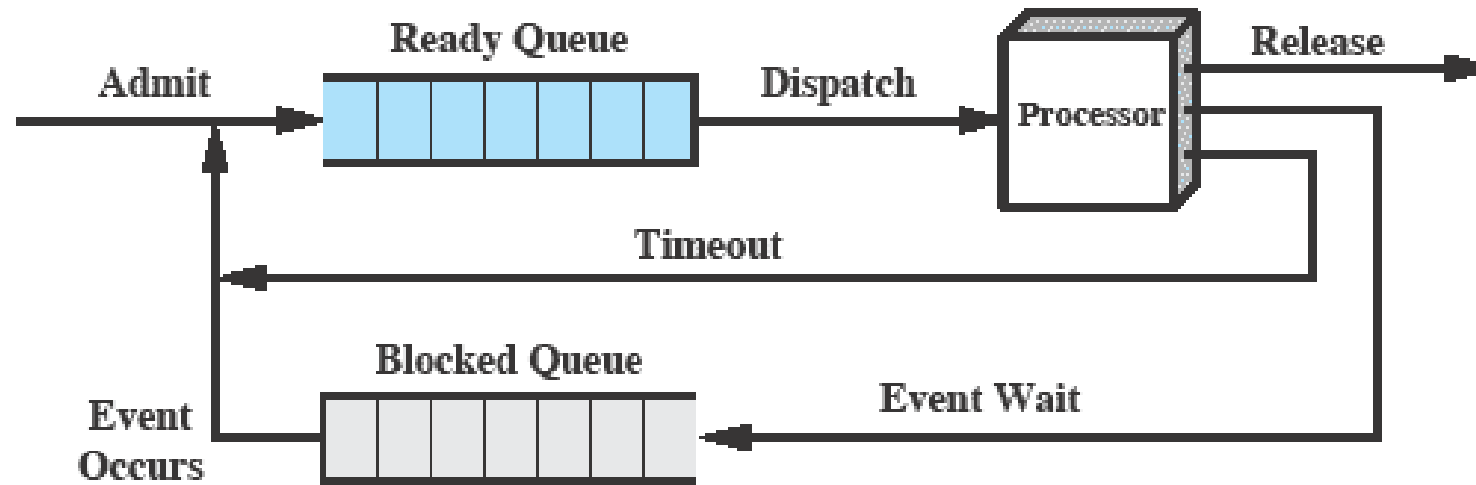 Ready Queue
Release
Admit
Dispatch
Processor
Timeout
Blocked Queue
Event Wait
Event
Occurs